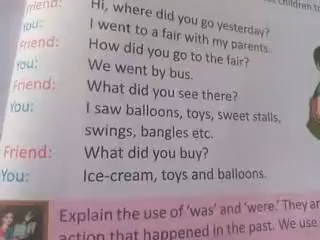 children to
Friend: Hi, where did you go yesterday?
You: I went to a fair with my parents.
Friend: How did you go to the fair?
You: We went by bus.
Friend: What did you see there?
You: I saw balloons, toys, sweet stalls,
swings, bangles etc.
Friend: What did you buy?
You: Ice-cream, toys and balloons.
Explain the use of 'was' and 'were.' They ar
action that happened in the past. We use